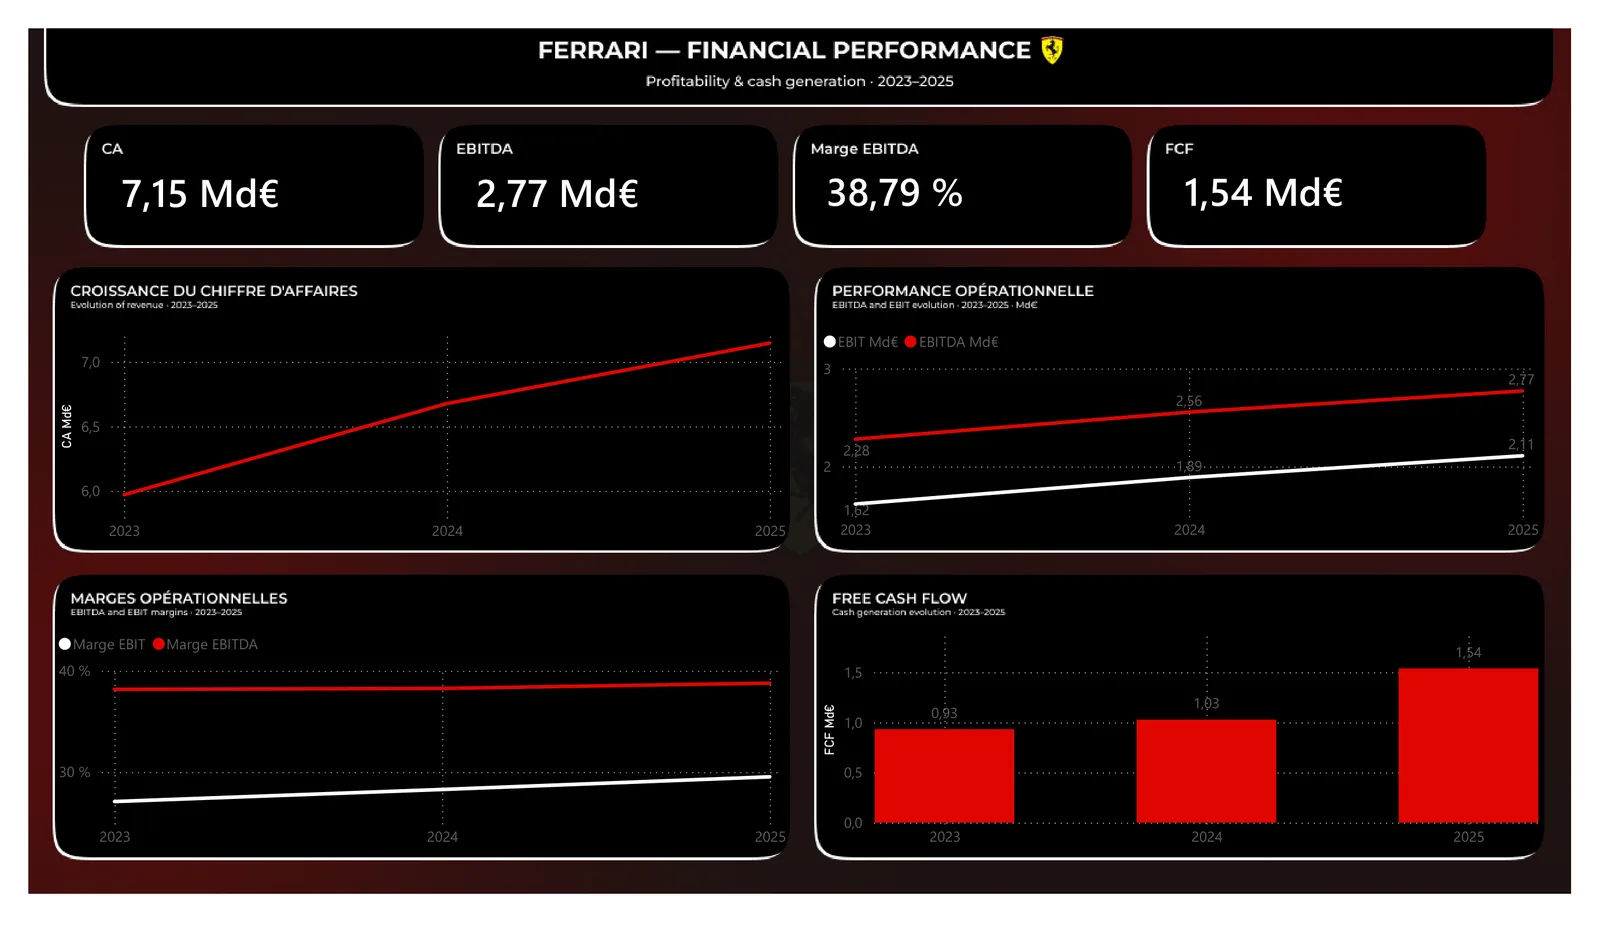 FERRARI — FINANCIAL PERFORMANCE
Profitability & cash generation · 2023–2025
CA
7,15 Md€
EBITDA
2,77 Md€
Marge EBITDA
38,79 %
FCF
1,54 Md€
CROISSANCE DU CHIFFRE D'AFFAIRES
Evolution of revenue · 2023–2025
CA Md€
7,0
6,5
6,0
2023
2024
2025
PERFORMANCE OPÉRATIONNELLE
EBITDA and EBIT evolution · 2023–2025 · Md€
EBIT Md€
EBITDA Md€
3
2
2,28
2,56
2,77
1,62
1,89
2,11
2023
2024
2025
MARGES OPÉRATIONNELLES
EBITDA and EBIT margins · 2023–2025
Marge EBIT
Marge EBITDA
40 %
30 %
2023
2024
2025
FREE CASH FLOW
Cash generation evolution · 2023–2025
FCF Md€
1,5
1,0
0,5
0,0
0,93
1,03
1,54
2023
2024
2025